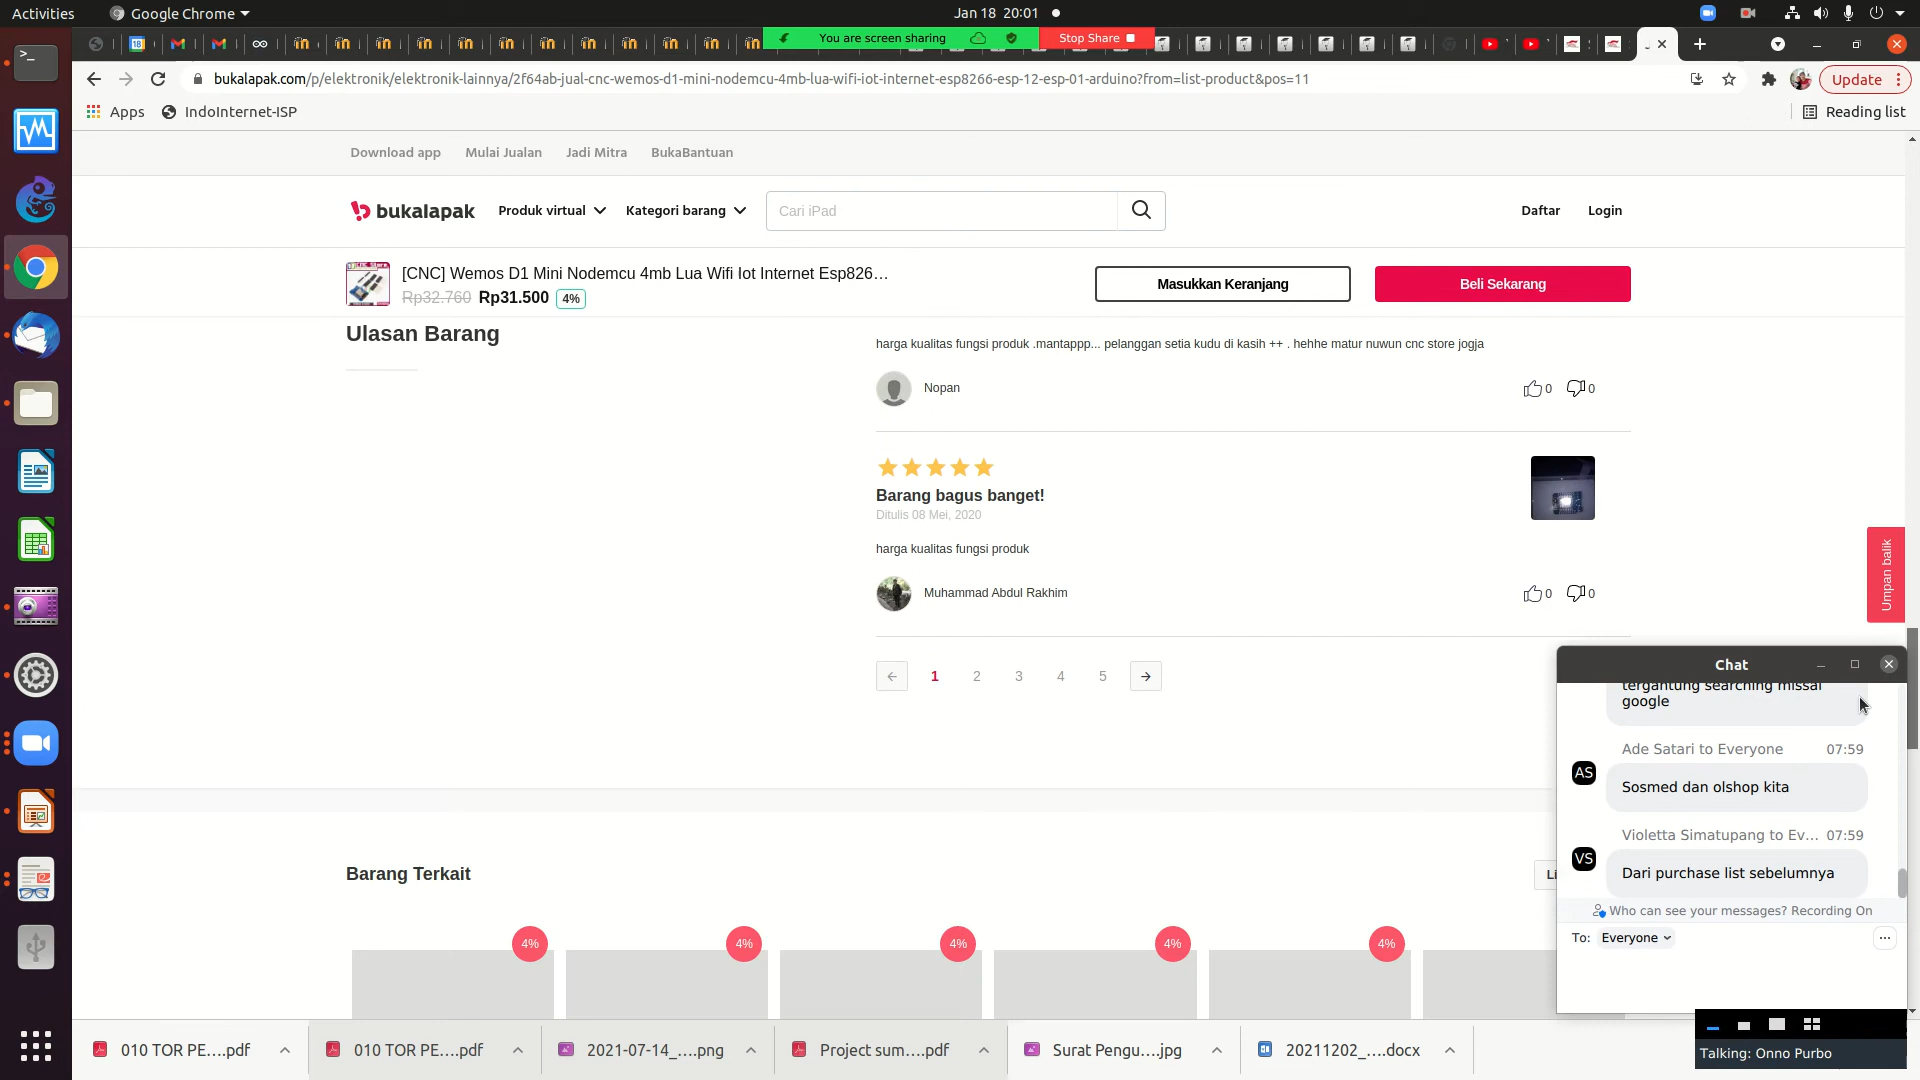 Activities
Google Chrome
Jan 18 20:01
You are screen sharing
Stop Share
bukalapak.com/p/elektronik/elektronik-lainnya/2f64ab-jual-cnc-wemos-d1-mini-nodemcu-4mb-lua-wifi-iot-internet-esp8266-esp-12-esp-01-arduino?from=list-product&pos=11
Update
Apps
IndoInternet-ISP
Reading list
Download app
Mulai Jualan
Jadi Mitra
BukaBantuan
bukalapak
Produk virtual
Kategori barang
Cari iPad
Daftar
Login
[CNC] Wemos D1 Mini Nodemcu 4mb Lua Wifi Iot Internet Esp826…
Rp32.760 Rp31.500 4%
Masukkan Keranjang
Beli Sekarang
Ulasan Barang
harga kualitas fungsi produk .mantappp... pelanggan setia kudu di kasih ++ . hehhe matur nuwun cnc store jogja
Nopan
0
0
Barang bagus banget!
Ditulis 08 Mei, 2020
harga kualitas fungsi produk
Muhammad Abdul Rakhim
0
0
Umpan balik
1 2 3 4 5
Barang Terkait
Li
4%
4%
4%
4%
4%
Chat
tergantung searching missal
google
Ade Satari to Everyone 07:59
AS
Sosmed dan olshop kita
Violetta Simatupang to Ev... 07:59
VS
Dari purchase list sebelumnya
Who can see your messages? Recording On
To: Everyone
010 TOR PE....pdf
010 TOR PE....pdf
2021-07-14_....png
Project sum....pdf
Surat Pengu....jpg
20211202_....docx
Talking: Onno Purbo